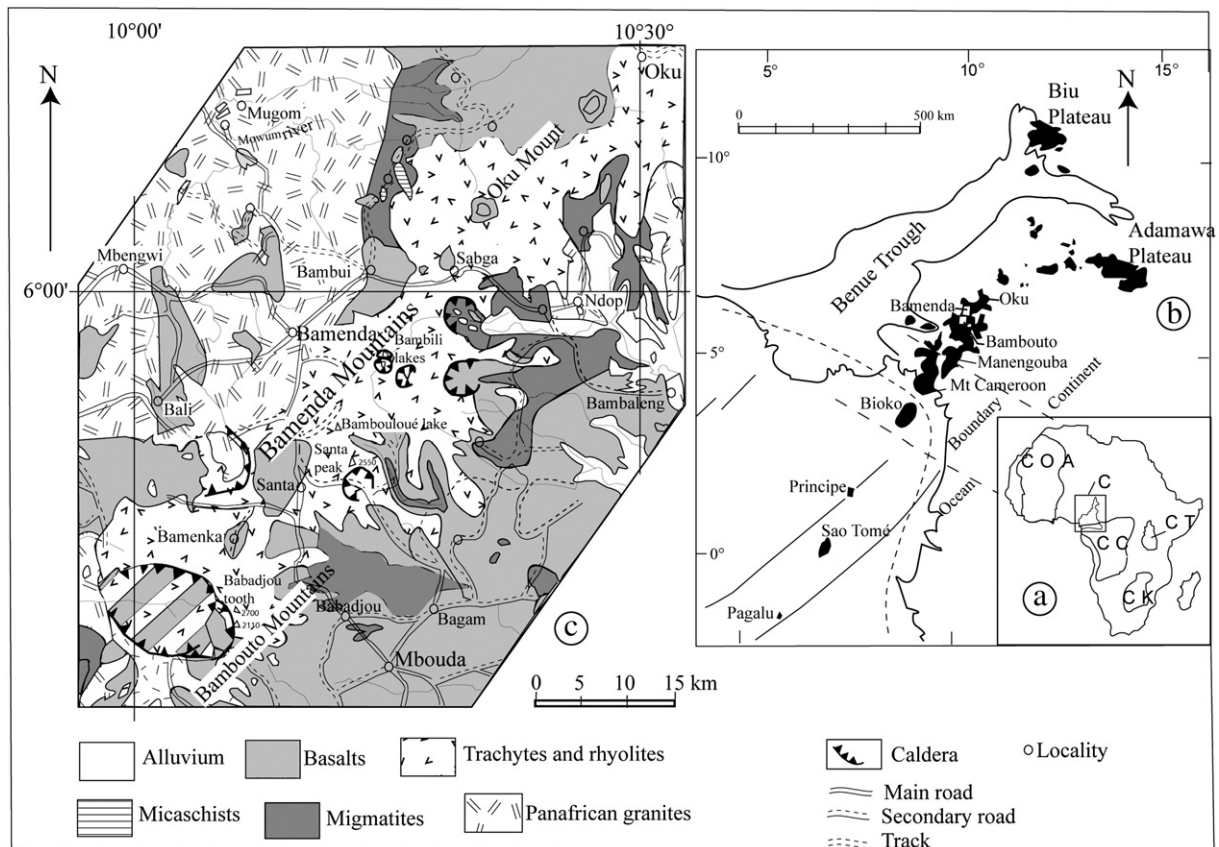 10°00'
10°30'
N
Oku
Mugom
Mowum river
Oku Mount
Mbengwi
Bambui
Sabga
6°00'
Ndop
Bamenda
Bambili
lakes
Bamenda Mountains
Bali
Bambaleng
Bambouloué lake
Santa
peak
2550
Santa
Bamenka
Babadjou
tooth
2700
2140
Babadjou
Bagam
Bambouto Mountains
Mbouda
c
0 5 10 15 km
5°
10°
15°
N
0
500 km
Biu
Plateau
10°
Adamawa
Plateau
Benue Trough
b
Bamenda
Oku
Bambouto
Manengouba
5°
Mt Cameroon
Bioko
Boundary
Continent
Ocean
Principe
Sao Tomé
0°
Pagalu
C O A
C
C T
C C
C K
a
Alluvium
Basalts
Trachytes and rhyolites
Micaschists
Migmatites
Panafrican granites
Caldera
Locality
Main road
Secondary road
Track